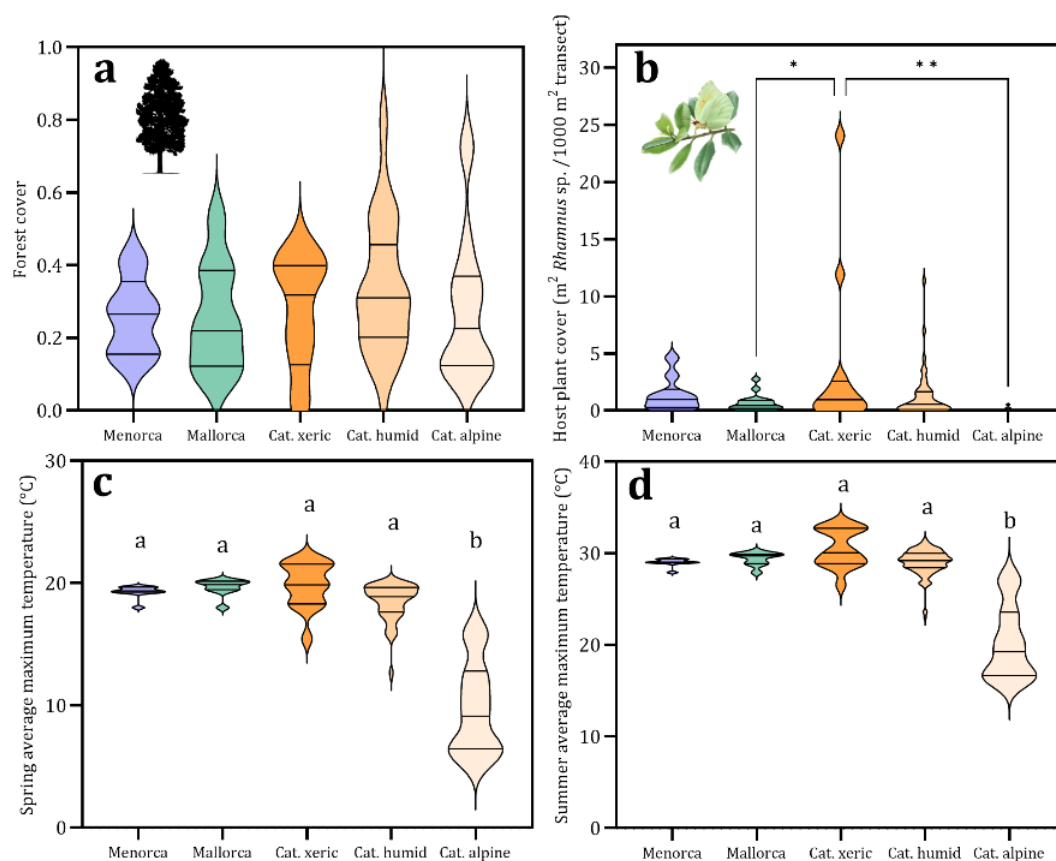 a
Forest cover
1.0
0.8
0.6
0.4
0.2
0.0
Menorca
Mallorca
Cat. xeric
Cat. humid
Cat. alpine
b
Host plant cover (m² Rhamnus sp./1000 m² transect)
30
25
20
15
10
5
0
*
**
Menorca
Mallorca
Cat. xeric
Cat. humid
Cat. alpine
c
Spring average maximum temperature (°C)
30
20
10
0
a
a
a
a
b
Menorca
Mallorca
Cat. xeric
Cat. humid
Cat. alpine
d
Summer average maximum temperature (°C)
40
30
20
10
0
a
a
a
a
b
Menorca
Mallorca
Cat. xeric
Cat. humid
Cat. alpine